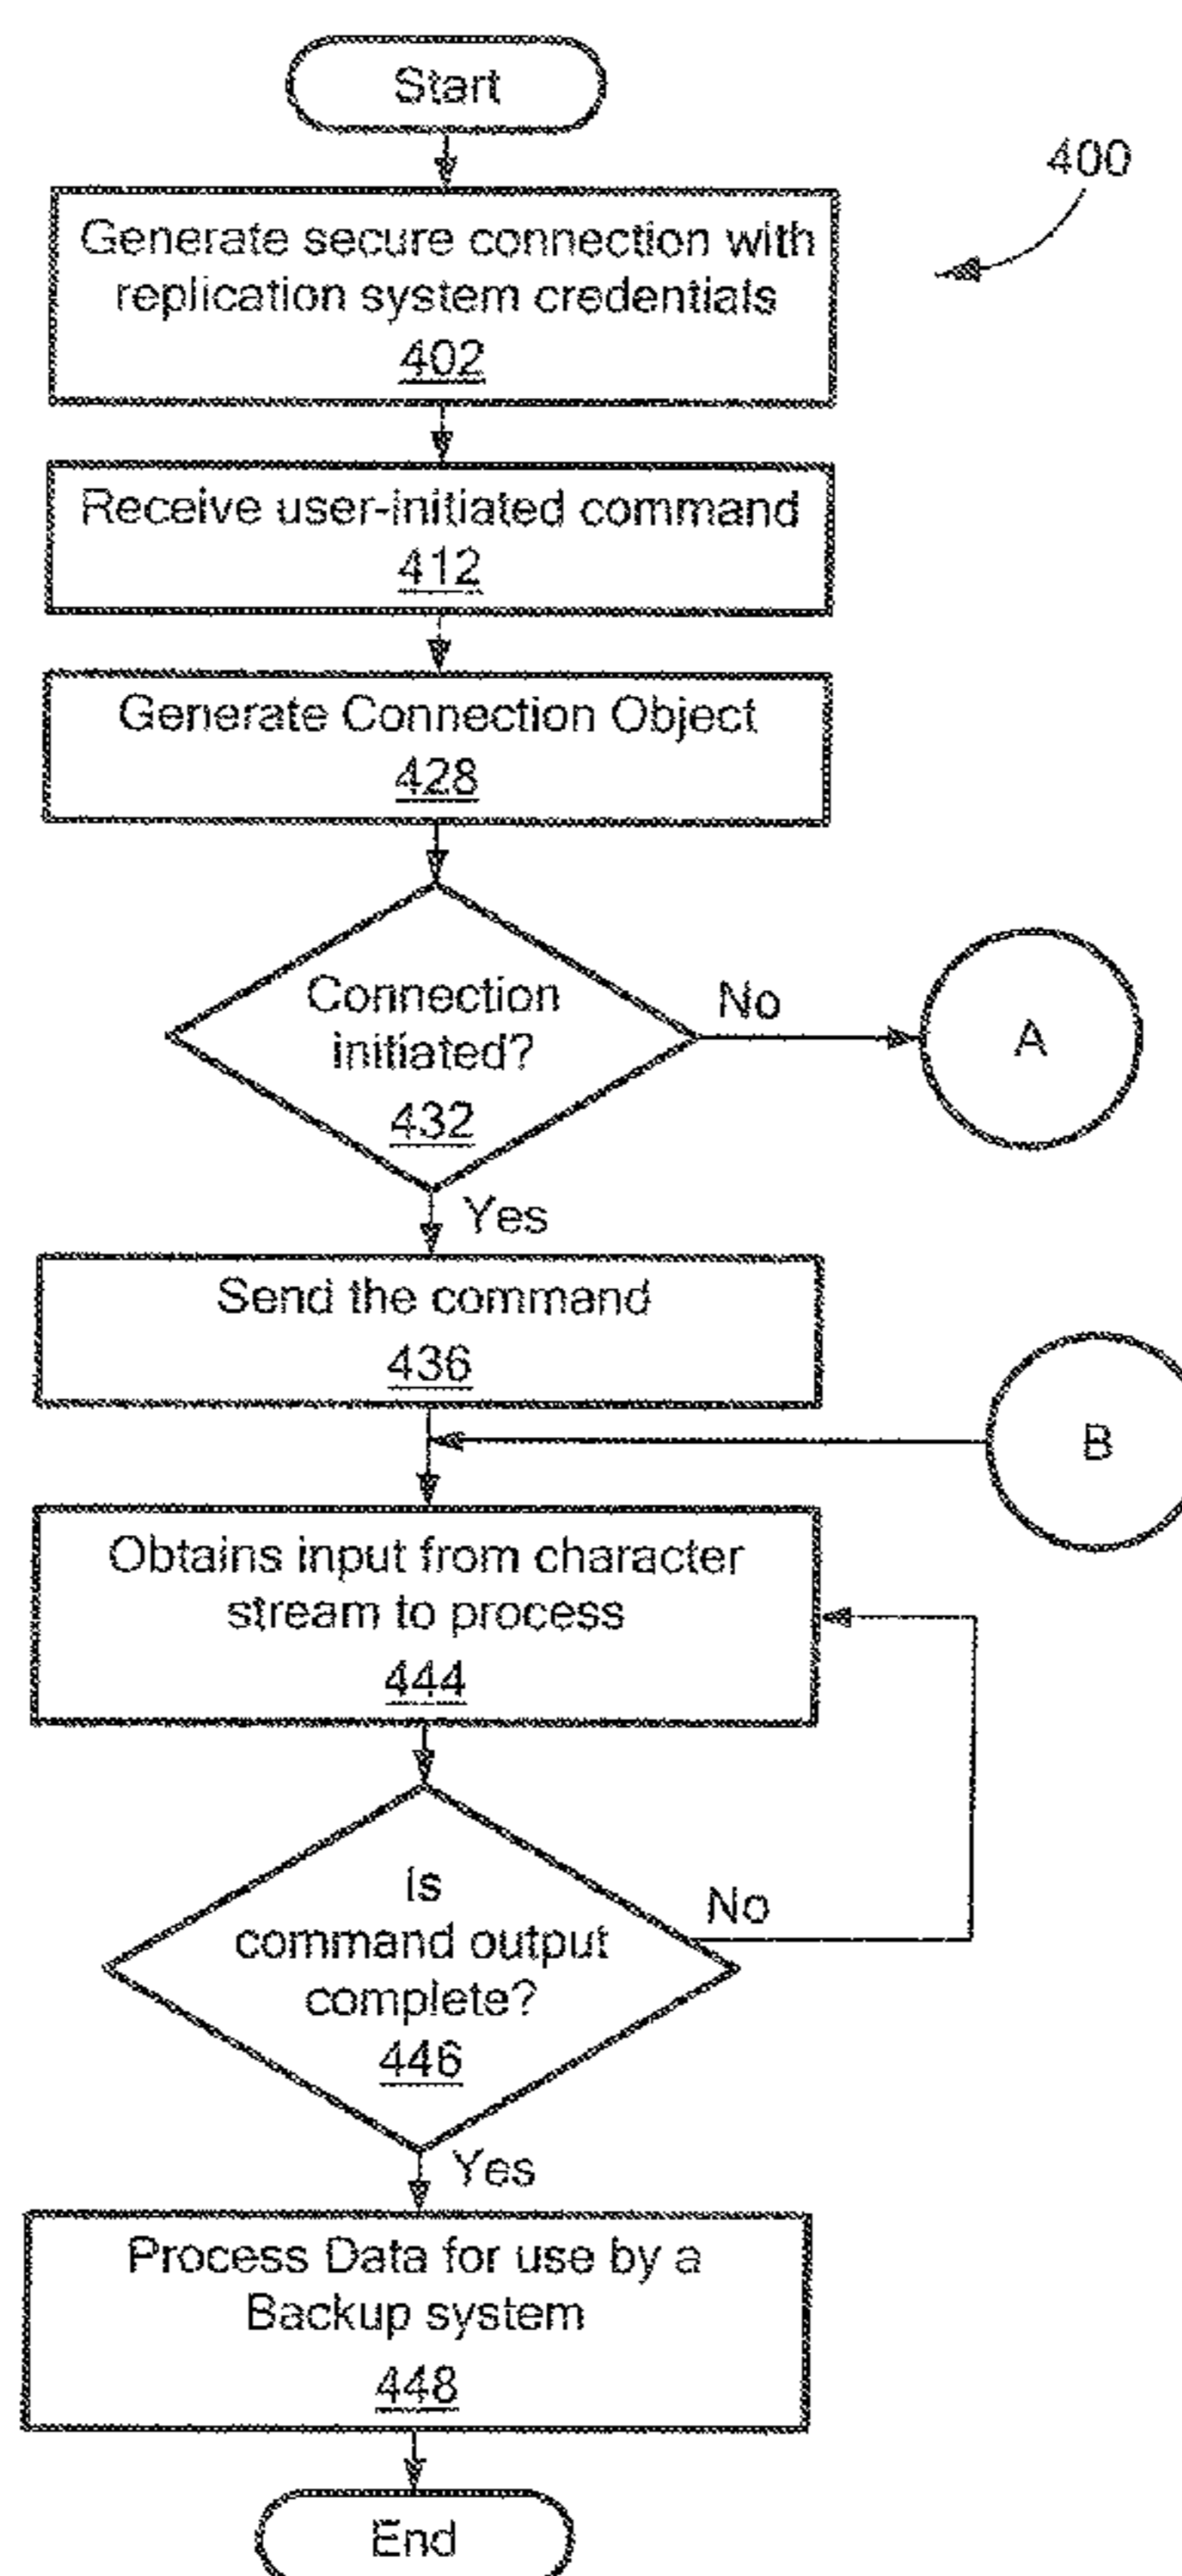 Start
400
Generate secure connection with
replication system credentials
402
Receive user-initiated command
412
Generate Connection Object
428
Connection
initiated?
432
No
A
Yes
Send the command
436
B
Obtains input from character
stream to process
444
Is
command output
complete?
446
No
Yes
Process Data for use by a
Backup system
448
End